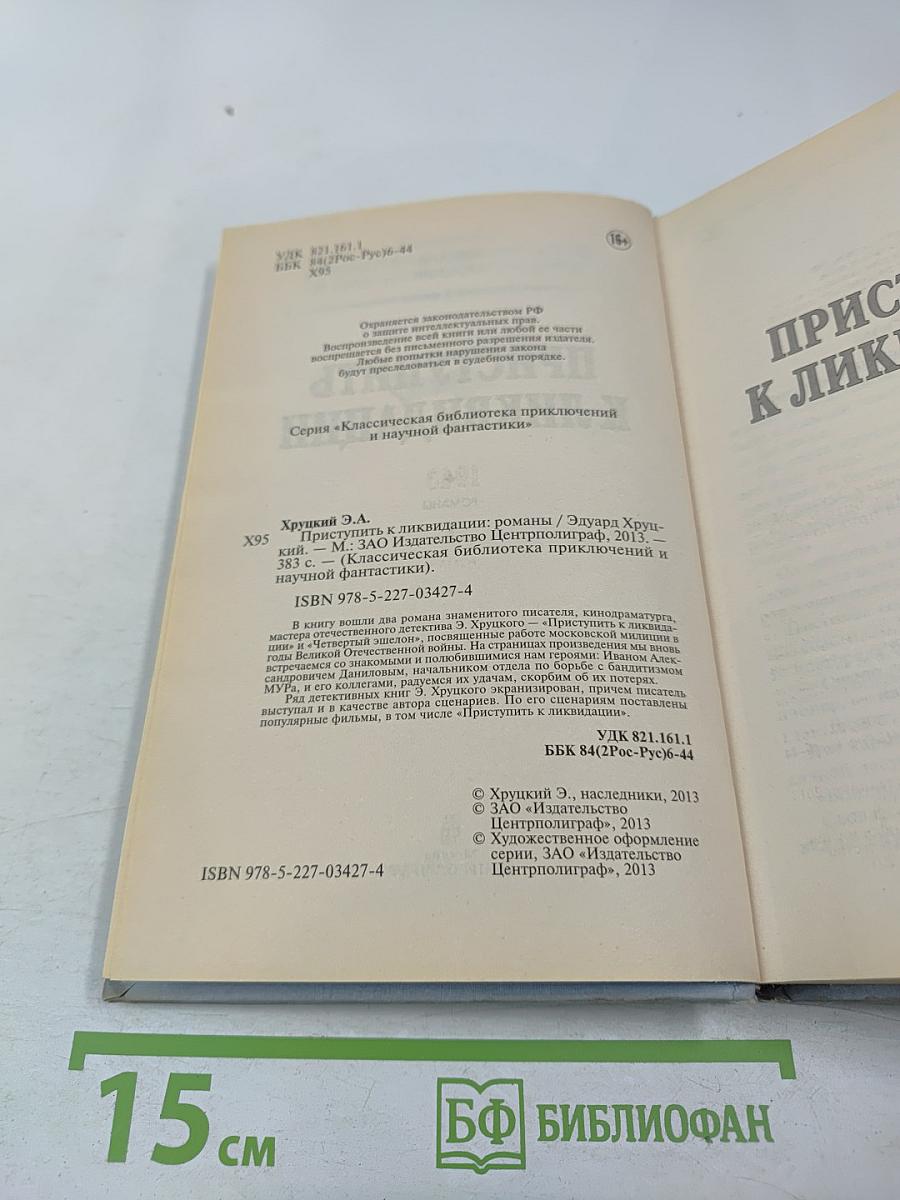 УДК 821.161.1
ББК 84(2Рос-Рус)6-44
Х95
16+
Охраняется законодательством РФ
о защите интеллектуальных прав.
Воспроизведение всей книги или любой ее части
воспрещается без письменного разрешения издателя.
Любые попытки нарушения закона
будут преследоваться в судебном порядке.
Серия «Классическая библиотека приключений
и научной фантастики»
Хруцкий Э.А.
Х95 Приступить к ликвидации: романы / Эдуард Хруц-
кий. — М.: ЗАО Издательство Центрполиграф, 2013. —
383 с. — (Классическая библиотека приключений и
научной фантастики).
ISBN 978-5-227-03427-4
В книгу вошли два романа знаменитого писателя, кинодраматурга,
мастера отечественного детектива Э. Хруцкого — «Приступить к ликвида-
ции» и «Четвертый эшелон», посвященные работе московской милиции в
годы Великой Отечественной войны. На страницах произведения мы вновь
встречаемся со знакомыми и полюбившимися нам героями: Иваном Алек-
сандровичем Даниловым, начальником отдела по борьбе с бандитизмом
МУРа, и его коллегами, радуемся их удачам, скорбим об их потерях.
Ряд детективных книг Э. Хруцкого экранизирован, причем писатель
выступал и в качестве автора сценариев. По его сценариям поставлены
популярные фильмы, в том числе «Приступить к ликвидации».
УДК 821.161.1
ББК 84(2Рос-Рус)6-44
© Хруцкий Э., наследники, 2013
© ЗАО «Издательство
Центрполиграф», 2013
© Художественное оформление
серии, ЗАО «Издательство
Центрполиграф», 2013
ISBN 978-5-227-03427-4
ПРИСТ
К ЛИК
15 см
БФ БИБЛИОФАН